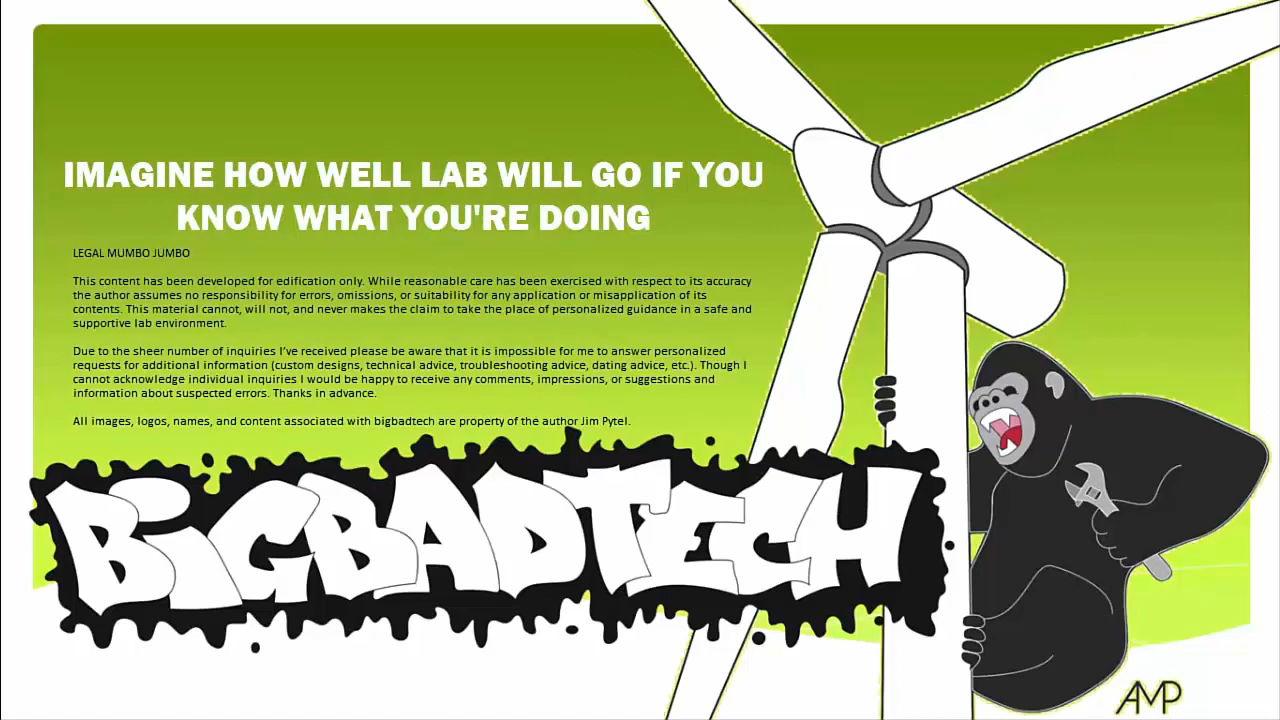 IMAGINE HOW WELL LAB WILL GO IF YOU
KNOW WHAT YOU'RE DOING
LEGAL MUMBO JUMBO
This content has been developed for edification only. While reasonable care has been exercised with respect to its accuracy
the author assumes no responsibility for errors, omissions, or suitability for any application or misapplication of its
contents. This material cannot, will not, and never makes the claim to take the place of personalized guidance in a safe and
supportive lab environment.
Due to the sheer number of inquiries I've received please be aware that it is impossible for me to answer personalized
requests for additional information (custom designs, technical advice, troubleshooting advice, dating advice, etc.). Though I
cannot acknowledge individual inquiries I would be happy to receive any comments, impressions, or suggestions and
information about suspected errors. Thanks in advance.
All images, logos, names, and content associated with bigbadtech are property of the author Jim Pytel.
BiGBADTECH
AMP